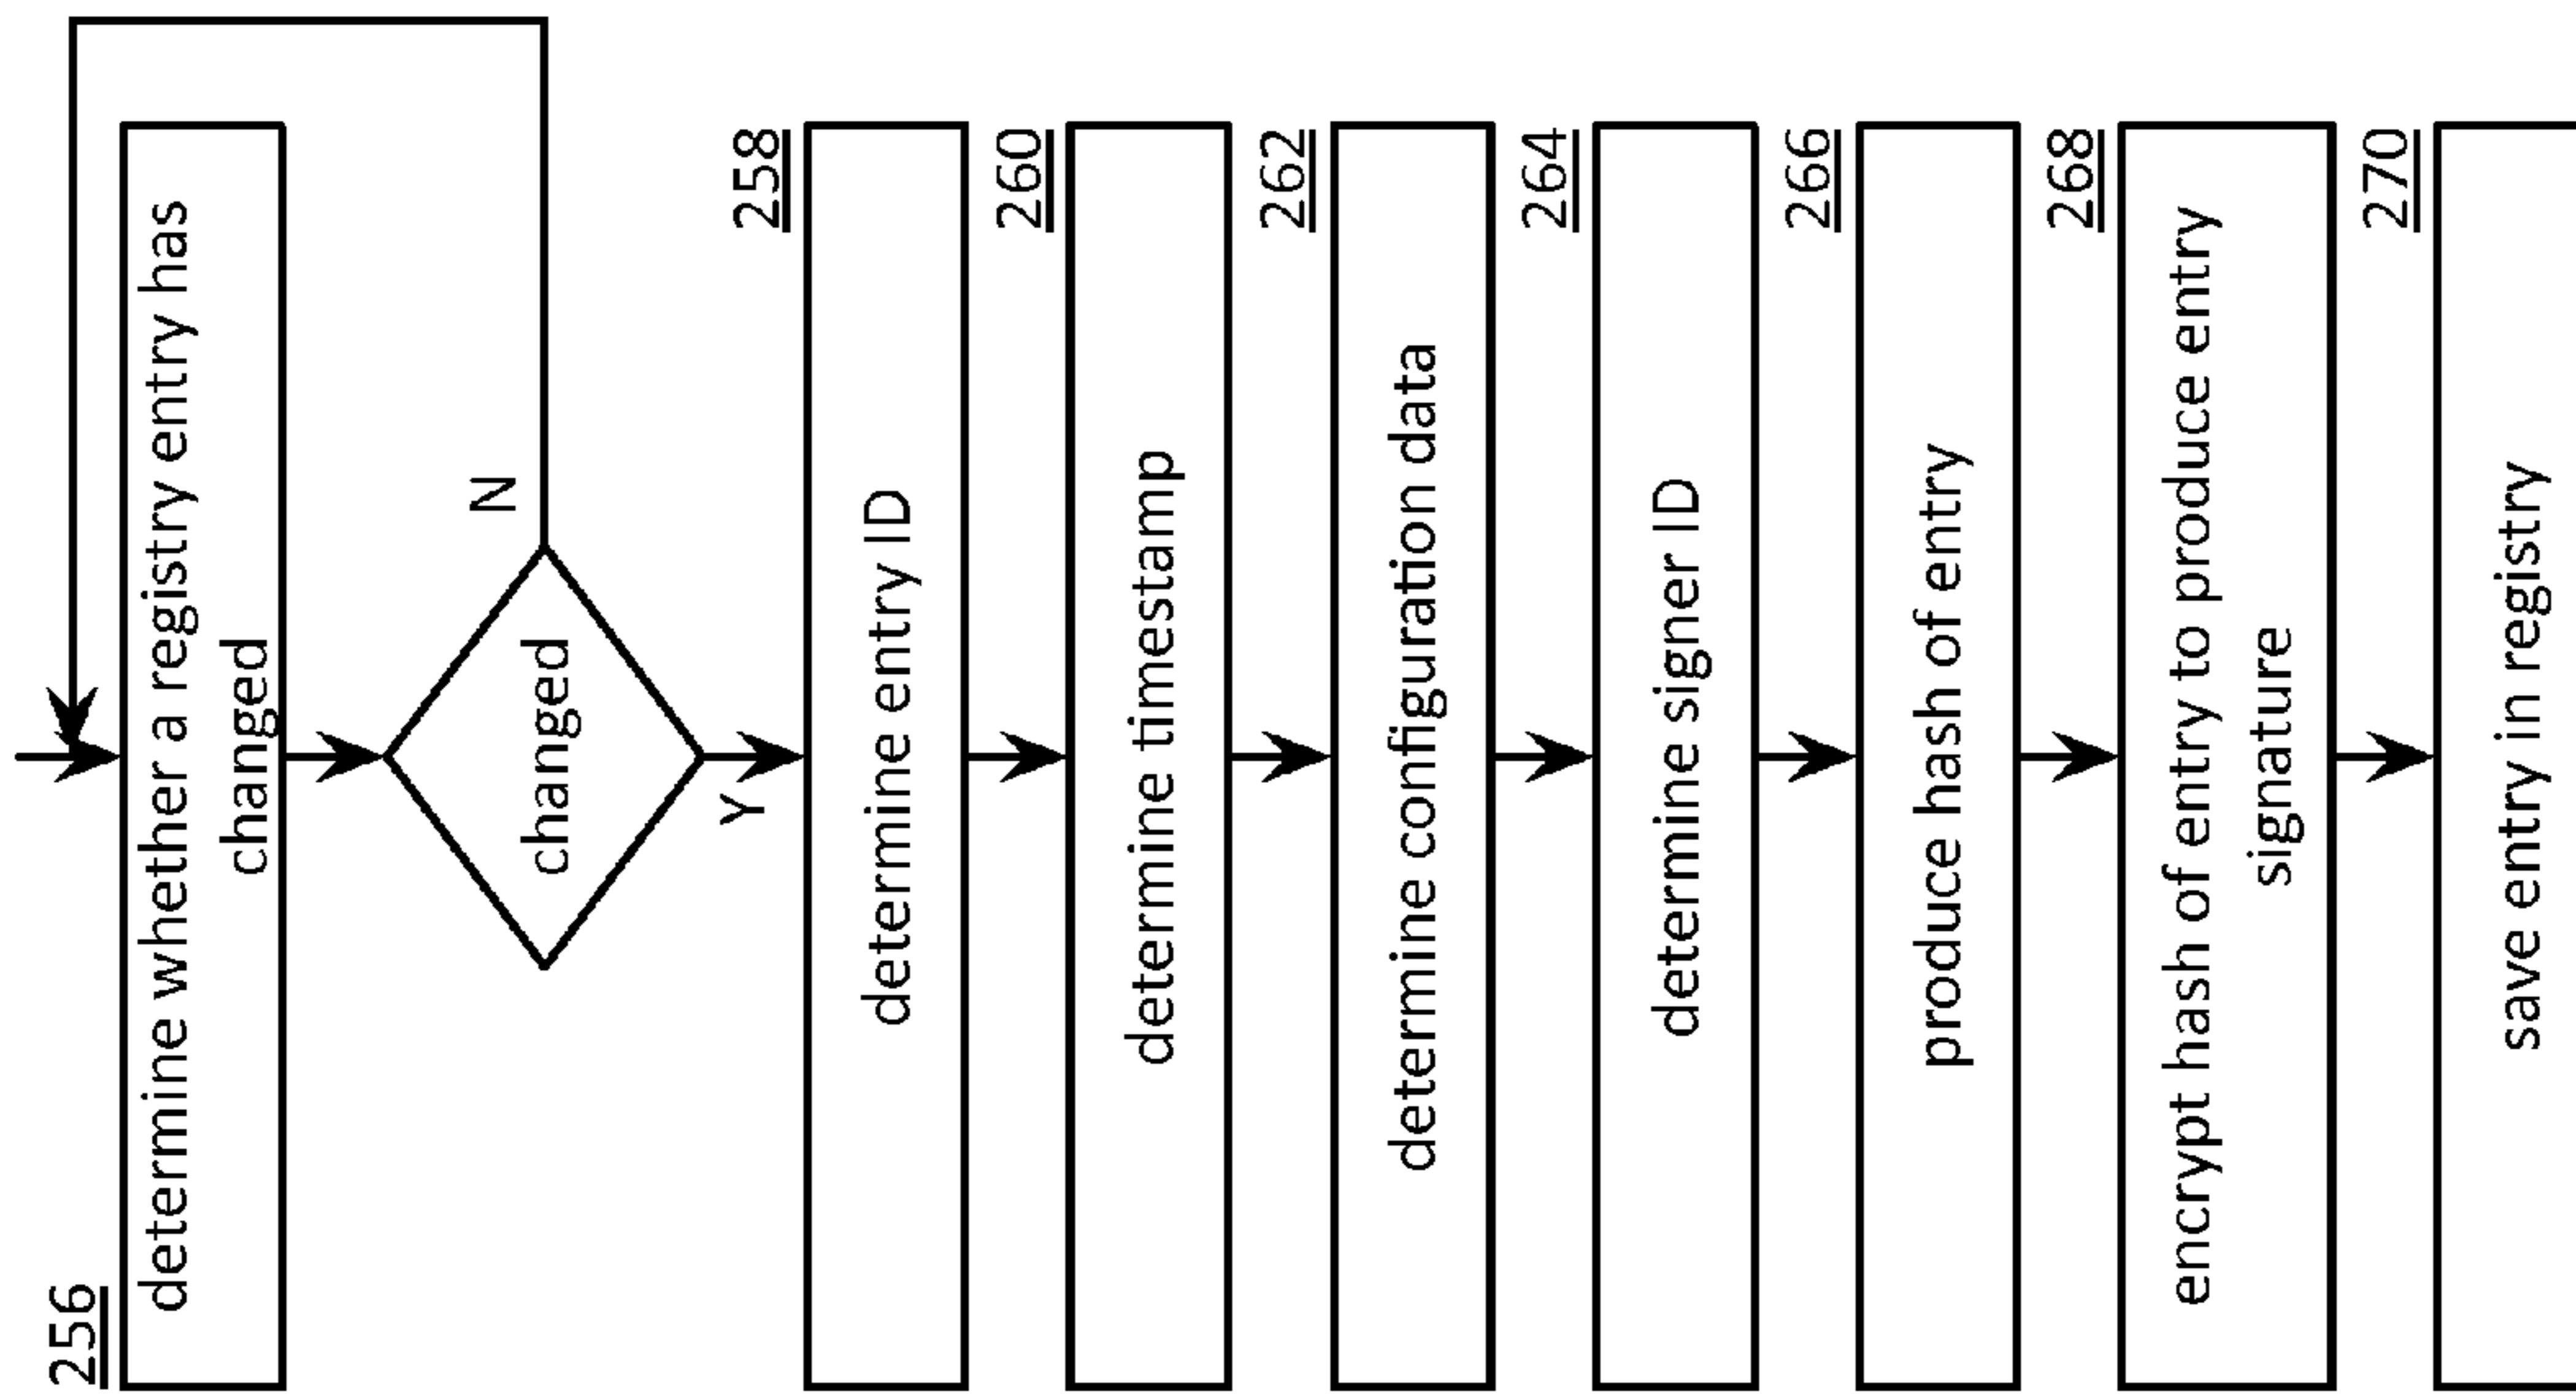 256
determine whether a registry entry has
changed
changed
N
Y
258
determine entry ID
260
determine timestamp
262
determine configuration data
264
determine signer ID
266
produce hash of entry
268
encrypt hash of entry to produce entry
signature
270
save entry in registry